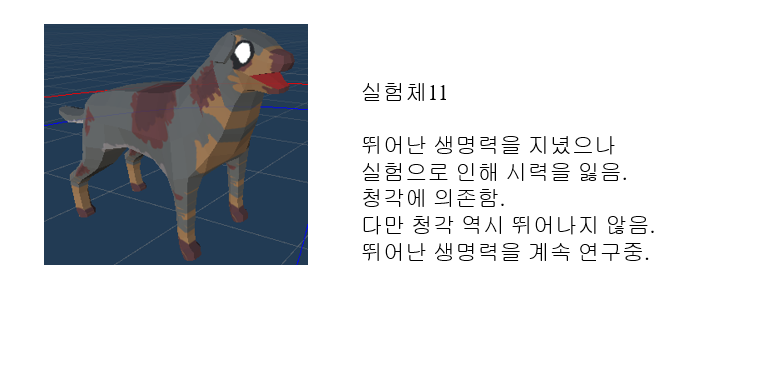 실험체11
뛰어난 생명력을 지녔으나
실험으로 인해 시력을 잃음.
청각에 의존함.
다만 청각 역시 뛰어나지 않음.
뛰어난 생명력을 계속 연구중.